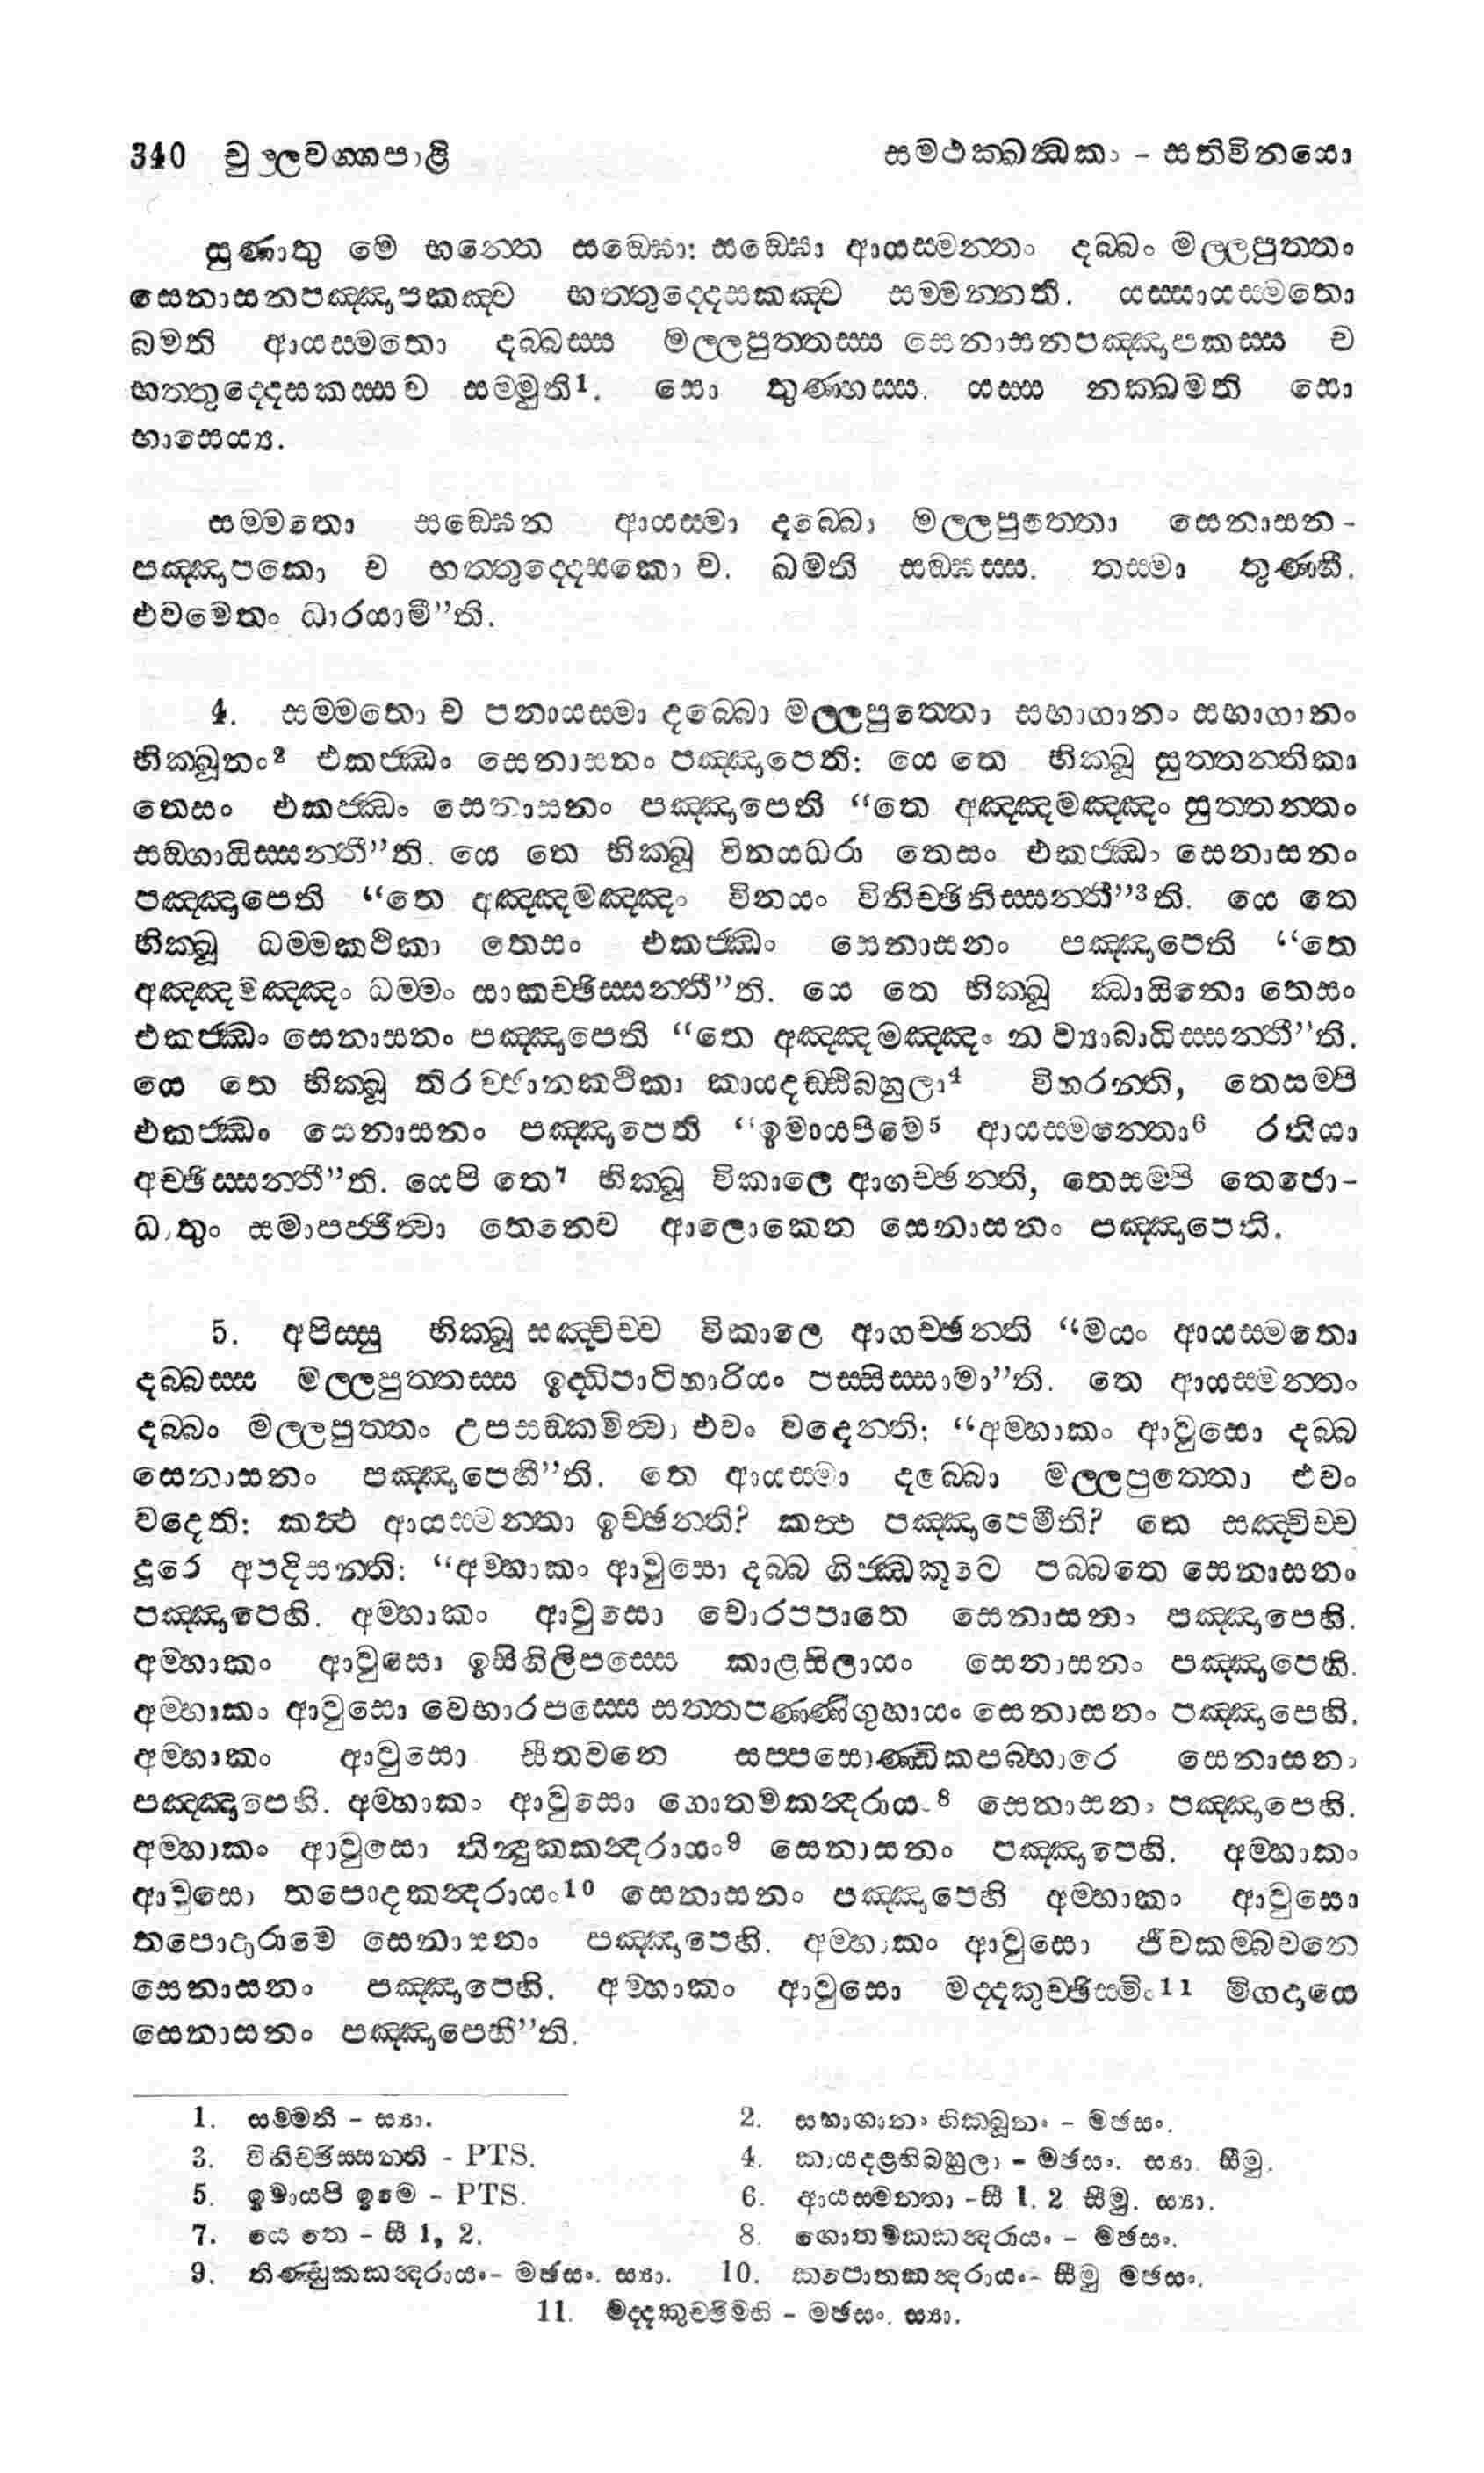 340 චුල්ලවග්ගපාළි සමථක්ඛන්ධකං - සතිවිනයො
සුණාතු මෙ භන්තෙ සඞ්ඝො: සඞ්ඝො ආයස්මන්තං දබ්බං මල්ලපුත්තං
සෙනාසනපඤ්ඤාපකඤ්ච භත්තුද්දෙසකඤ්ච සම්මන්නති. යස්සායස්මතො
ඛමති ආයස්මතො දබ්බස්ස මල්ලපුත්තස්ස සෙනාසනපඤ්ඤාපකස්ස ච
භත්තුද්දෙසකස්ස ච සම්මුති1. සො තුණ්හස්ස. යස්ස නක්ඛමති සො
භාසෙය්‍ය.
සම්මතො සඞ්ඝෙන ආයස්මා දබ්බො මල්ලපුත්තො සෙනාසන-
පඤ්ඤාපකො ච භත්තුද්දෙසකො ච. ඛමති සඞ්ඝස්ස. තස්මා තුණ්හී.
එවමෙතං ධාරයාමී”ති.
4. සම්මතො ච පනායස්මා දබ්බො මල්ලපුත්තො සභාගානං සභාගානං
භික්ඛූනං2 එකජ්ඣං සෙනාසනං පඤ්ඤාපෙති: යෙ තෙ භික්ඛූ සුත්තන්තිකා
තෙසං එකජ්ඣං සෙනාසනං පඤ්ඤාපෙති “තෙ අඤ්ඤමඤ්ඤං සුත්තන්තං
සඞ්ගායිස්සන්තී”ති. යෙ තෙ භික්ඛූ විනයධරා තෙසං එකජ්ඣං සෙනාසනං
පඤ්ඤාපෙති “තෙ අඤ්ඤමඤ්ඤං විනයං විනිච්ඡිනිස්සන්තී”3ති. යෙ තෙ
භික්ඛූ ධම්මකථිකා තෙසං එකජ්ඣං සෙනාසනං පඤ්ඤාපෙති “තෙ
අඤ්ඤමඤ්ඤං ධම්මං සාකච්ඡිස්සන්තී”ති. යෙ තෙ භික්ඛූ ඣායිනො තෙසං
එකජ්ඣං සෙනාසනං පඤ්ඤාපෙති “තෙ අඤ්ඤමඤ්ඤං න ව්‍යාබාධිස්සන්තී”ති.
යෙ තෙ භික්ඛූ තිරච්ඡානකථිකා කායදඩ්ඪිබහුලා4 විහරන්ති, තෙසම්පි
එකජ්ඣං සෙනාසනං පඤ්ඤාපෙති “ඉමායපිමෙ5 ආයස්මන්තො6 රතියා
අච්ඡිස්සන්තී”ති. යෙපි තෙ7 භික්ඛූ විකාලෙ ආගච්ඡන්ති, තෙසම්පි තෙජො-
ධාතුං සමාපජ්ජිත්වා තෙනෙව ආලොකෙන සෙනාසනං පඤ්ඤාපෙති.
5. අපිස්සු භික්ඛූ සඤ්චිච්ච විකාලෙ ආගච්ඡන්ති “මයං ආයස්මතො
දබ්බස්ස මල්ලපුත්තස්ස ඉද්ධිපාටිහාරියං පස්සිස්සාමා”ති. තෙ ආයස්මන්තං
දබ්බං මල්ලපුත්තං උපසඞ්කමිත්වා එවං වදෙන්ති: “අම්හාකං ආවුසො දබ්බ
සෙනාසනං පඤ්ඤාපෙහී”ති. තෙ ආයස්මා දබ්බො මල්ලපුත්තො එවං
වදෙති: කත්ථ ආයස්මන්තා ඉච්ඡන්ති? කත්ථ පඤ්ඤාපෙමීති? තෙ සඤ්චිච්ච
දූරෙ අපදිසන්ති: “අම්හාකං ආවුසො දබ්බ ගිජ්ඣකූටෙ පබ්බතෙ සෙනාසනං
පඤ්ඤාපෙහි. අම්හාකං ආවුසො චොරපපාතෙ සෙනාසනං පඤ්ඤාපෙහි.
අම්හාකං ආවුසො ඉසිගිලිපස්සෙ කාළසිලායං සෙනාසනං පඤ්ඤාපෙහි.
අම්හාකං ආවුසො වෙභාරපස්සෙ සත්තපණ්ණිගුහායං සෙනාසනං පඤ්ඤාපෙහි.
අම්හාකං ආවුසො සීතවනෙ සප්පසොණ්ඩිකපබ්භාරෙ සෙනාසනං
පඤ්ඤාපෙහි. අම්හාකං ආවුසො ගොතමකන්දරායං8 සෙනාසනං පඤ්ඤාපෙහි.
අම්හාකං ආවුසො තින්දුකකන්දරායං9 සෙනාසනං පඤ්ඤාපෙහි. අම්හාකං
ආවුසො තපොදකන්දරායං10 සෙනාසනං පඤ්ඤාපෙහි අම්හාකං ආවුසො
තපොදාරාමෙ සෙනාසනං පඤ්ඤාපෙහි. අම්හාකං ආවුසො ජීවකම්බවනෙ
සෙනාසනං පඤ්ඤාපෙහි. අම්හාකං ආවුසො මද්දකුච්ඡිස්මිං11 මිගදායෙ
සෙනාසනං පඤ්ඤාපෙහී”ති.
1. සම්මති - ස්‍යා. 2. සභාගානං භික්ඛූනං - මඡසං.
3. විනිච්ඡිස්සන්ති - PTS. 4. කායදළ්හිබහුලා - මඡසං. ස්‍යා. සීමු.
5. ඉමායපි ඉමෙ - PTS. 6. ආයස්මන්තා -සී 1. 2 සීමු. ස්‍යා.
7. යෙ තෙ - සී 1, 2. 8. ගොතමකකන්දරායං - මඡසං.
9. තිණ්ඩුකකන්දරායං- මඡසං. ස්‍යා. 10. කපොතකන්දරායං- සීමු මඡසං.
11. මද්දකුච්ඡිම්හි - මඡසං. ස්‍යා.